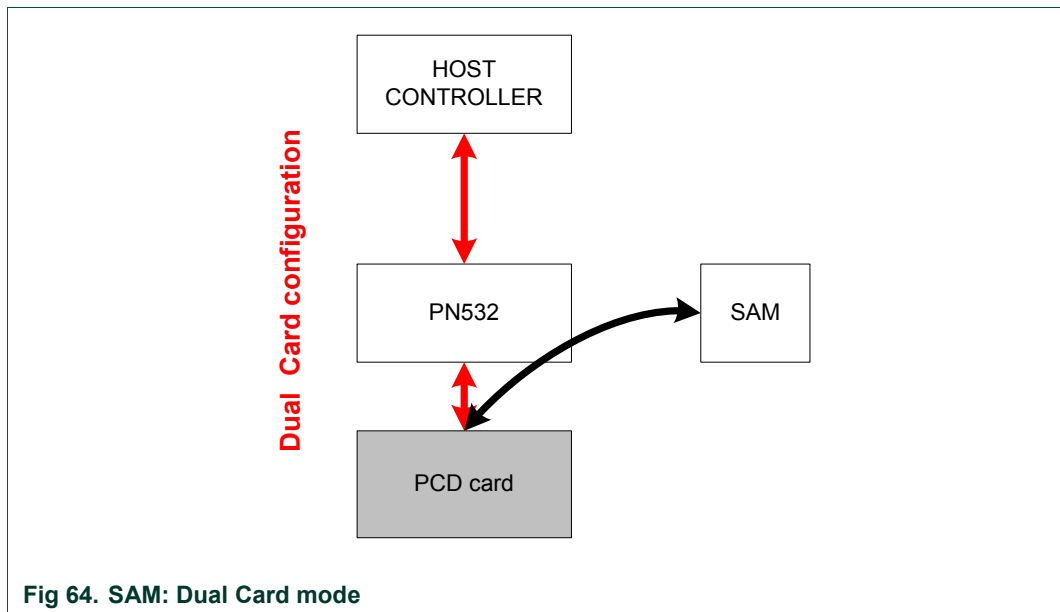 HOST
CONTROLLER
Dual Card configuration
PN532
SAM
PCD card
Fig 64. SAM: Dual Card mode